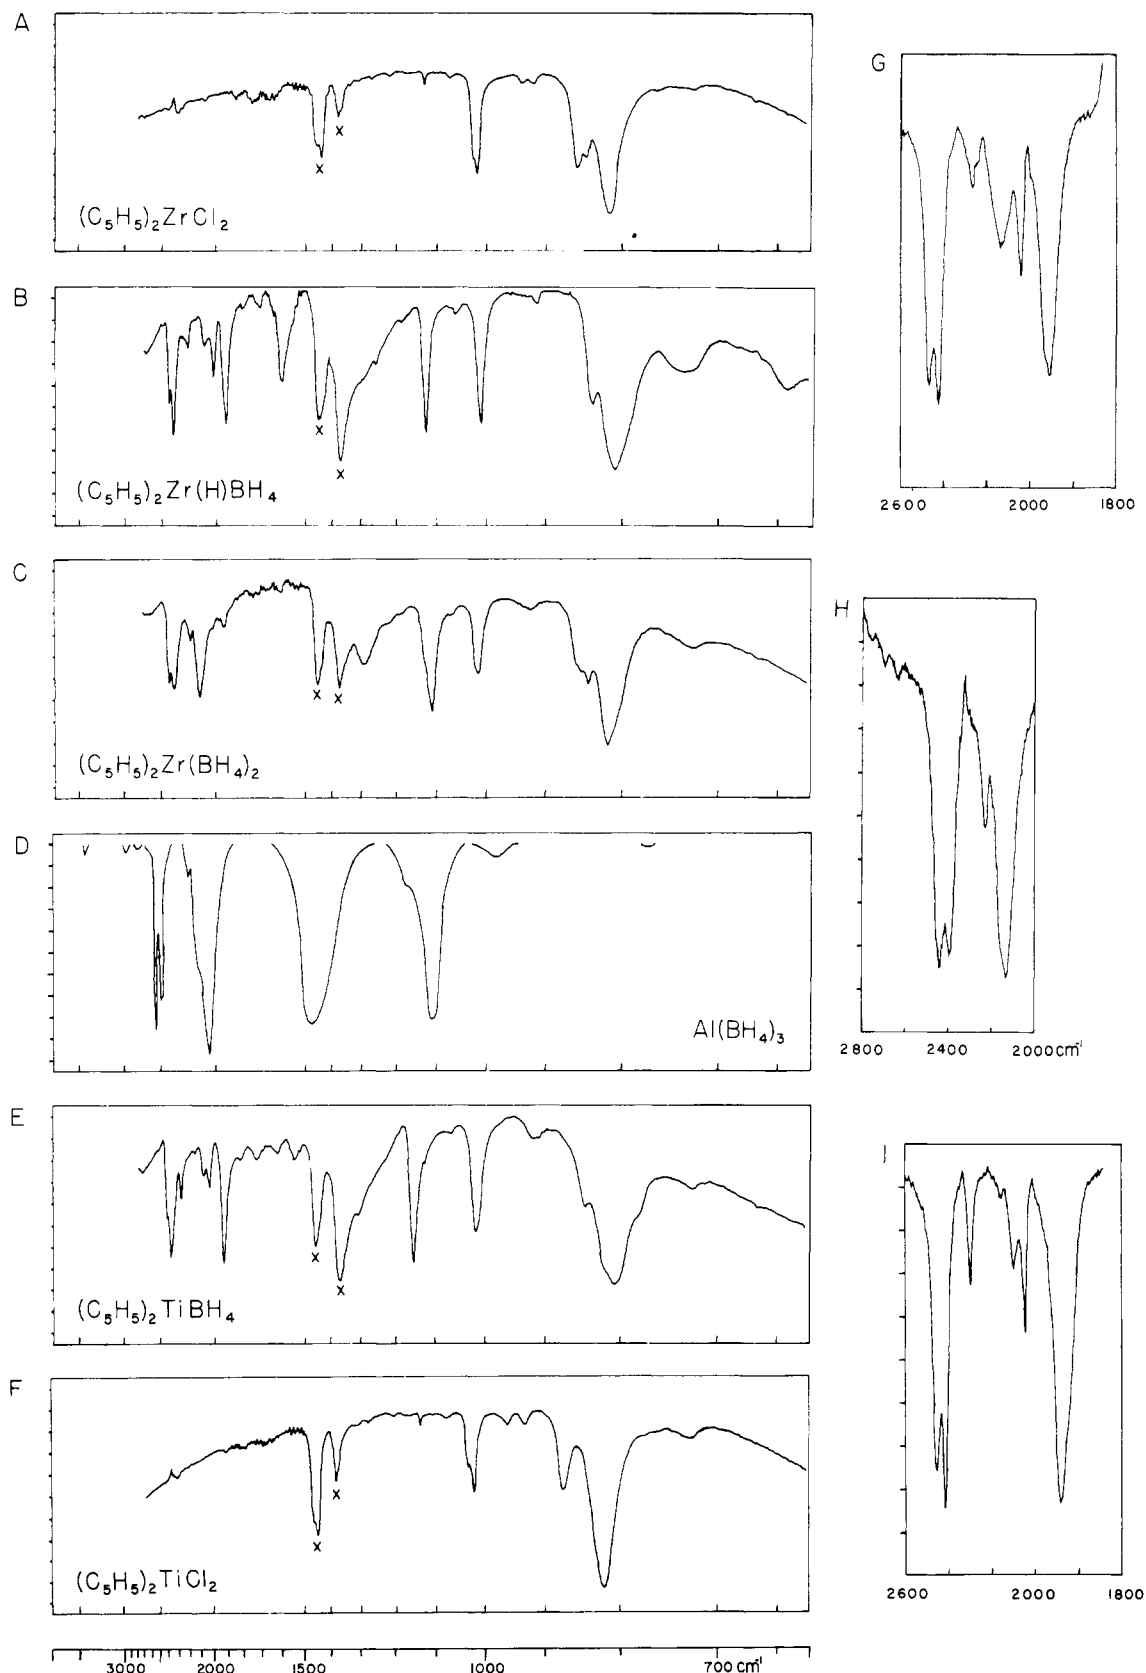 A
x
x
(C₅H₅)₂ZrCl₂
B
x
x
(C₅H₅)₂Zr(H)BH₄
C
x
x
(C₅H₅)₂Zr(BH₄)₂
D
Al(BH₄)₃
E
x
x
(C₅H₅)₂TiBH₄
F
x
x
(C₅H₅)₂TiCl₂
3000 2000 1500 1000 700 cm⁻¹
G
2600 2000 1800
H
2800 2400 2000cm⁻¹
I
2600 2000 1800